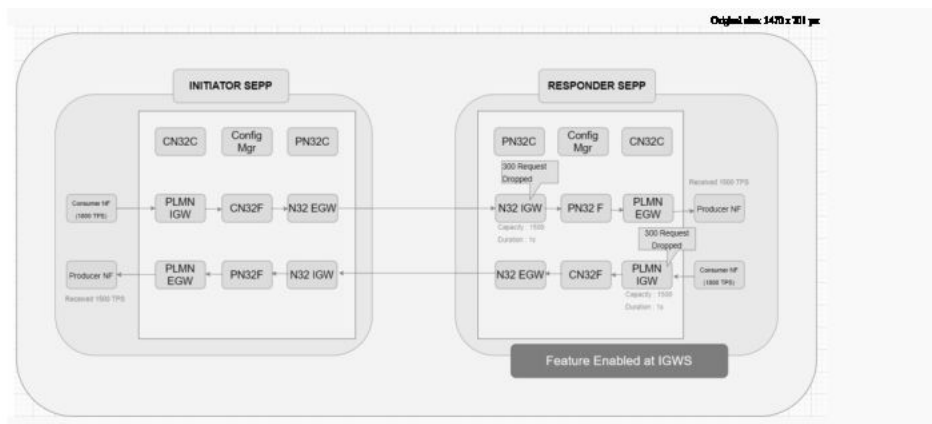 Original size: 1470 x 701 px
INITIATOR SEPP
RESPONDER SEPP
CN32C
Config
Mgr
PN32C
PN32C
Config
Mgr
CN32C
300 Request
Dropped
Received 1500 TPS
Consumer NF
(1800 TPS)
PLMN
IGW
CN32F
N32 EGW
N32 IGW
PN32 F
PLMN
EGW
Producer NF
Capacity : 1500
Duration : 1s
300 Request
Dropped
Producer NF
PLMN
EGW
PN32F
N32 IGW
N32 EGW
CN32F
PLMN
IGW
Consumer NF
(1800 TPS)
Received 1500 TPS
Capacity : 1500
Duration : 1s
Feature Enabled at IGWS